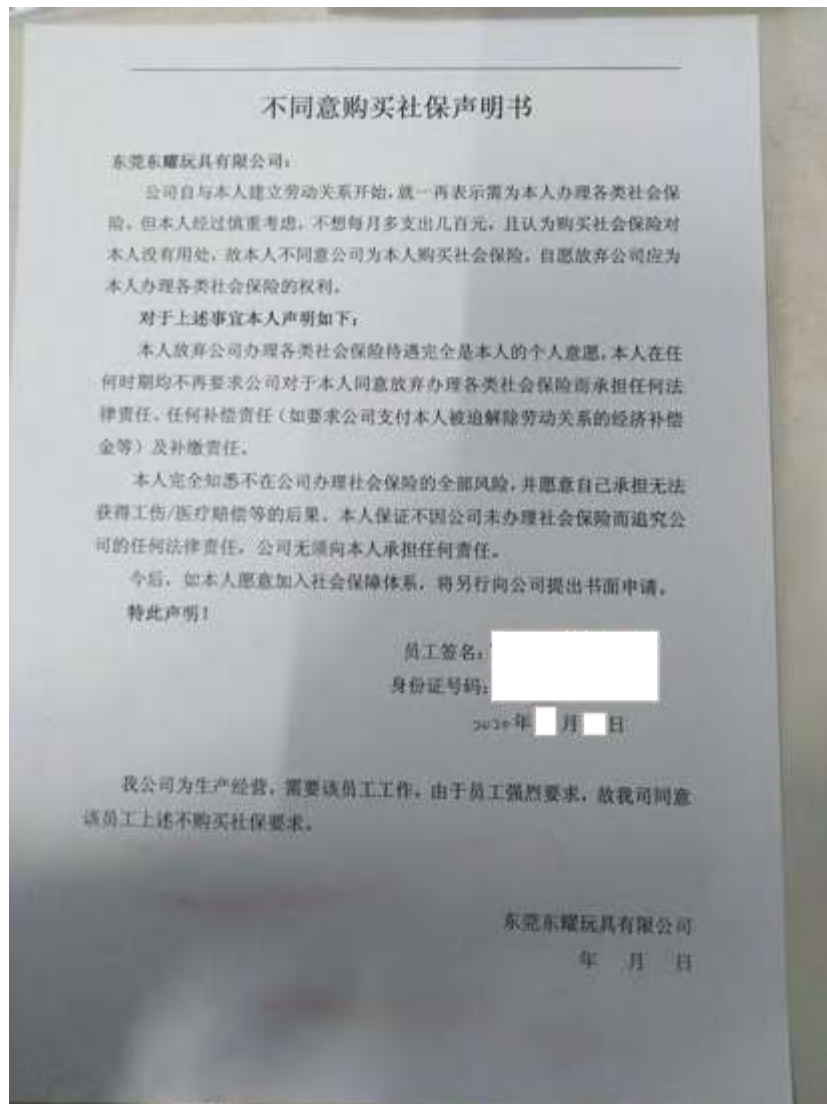 不同意购买社保声明书
东莞东耀玩具有限公司：
公司自与本人建立劳动关系开始，就一再表示需为本人办理各类社会保
险，但本人经过慎重考虑，不想每月多支出几百元，且认为购买社会保险对
本人没有用处，故本人不同意公司为本人购买社会保险，自愿放弃公司应为
本人办理各类社会保险的权利。
对于上述事宜本人声明如下：
本人放弃公司办理各类社会保险待遇完全是本人的个人意愿，本人在任
何时期均不再要求公司对于本人同意放弃办理各类社会保险而承担任何法
律责任、任何补偿责任（如要求公司支付本人被迫解除劳动关系的经济补偿
金等）及补缴责任。
本人完全知悉不在公司办理社会保险的全部风险，并愿意自己承担无法
获得工伤/医疗赔偿等的后果。本人保证不因公司未办理社会保险而追究公
司的任何法律责任，公司无须向本人承担任何责任。
今后，如本人愿意加入社会保障体系，将另行向公司提出书面申请。
特此声明！
员工签名：
身份证号码：
2020年 月 日
我公司为生产经营，需要该员工工作，由于员工强烈要求，故我司同意
该员工上述不购买社保要求。
东莞东耀玩具有限公司
年 月 日